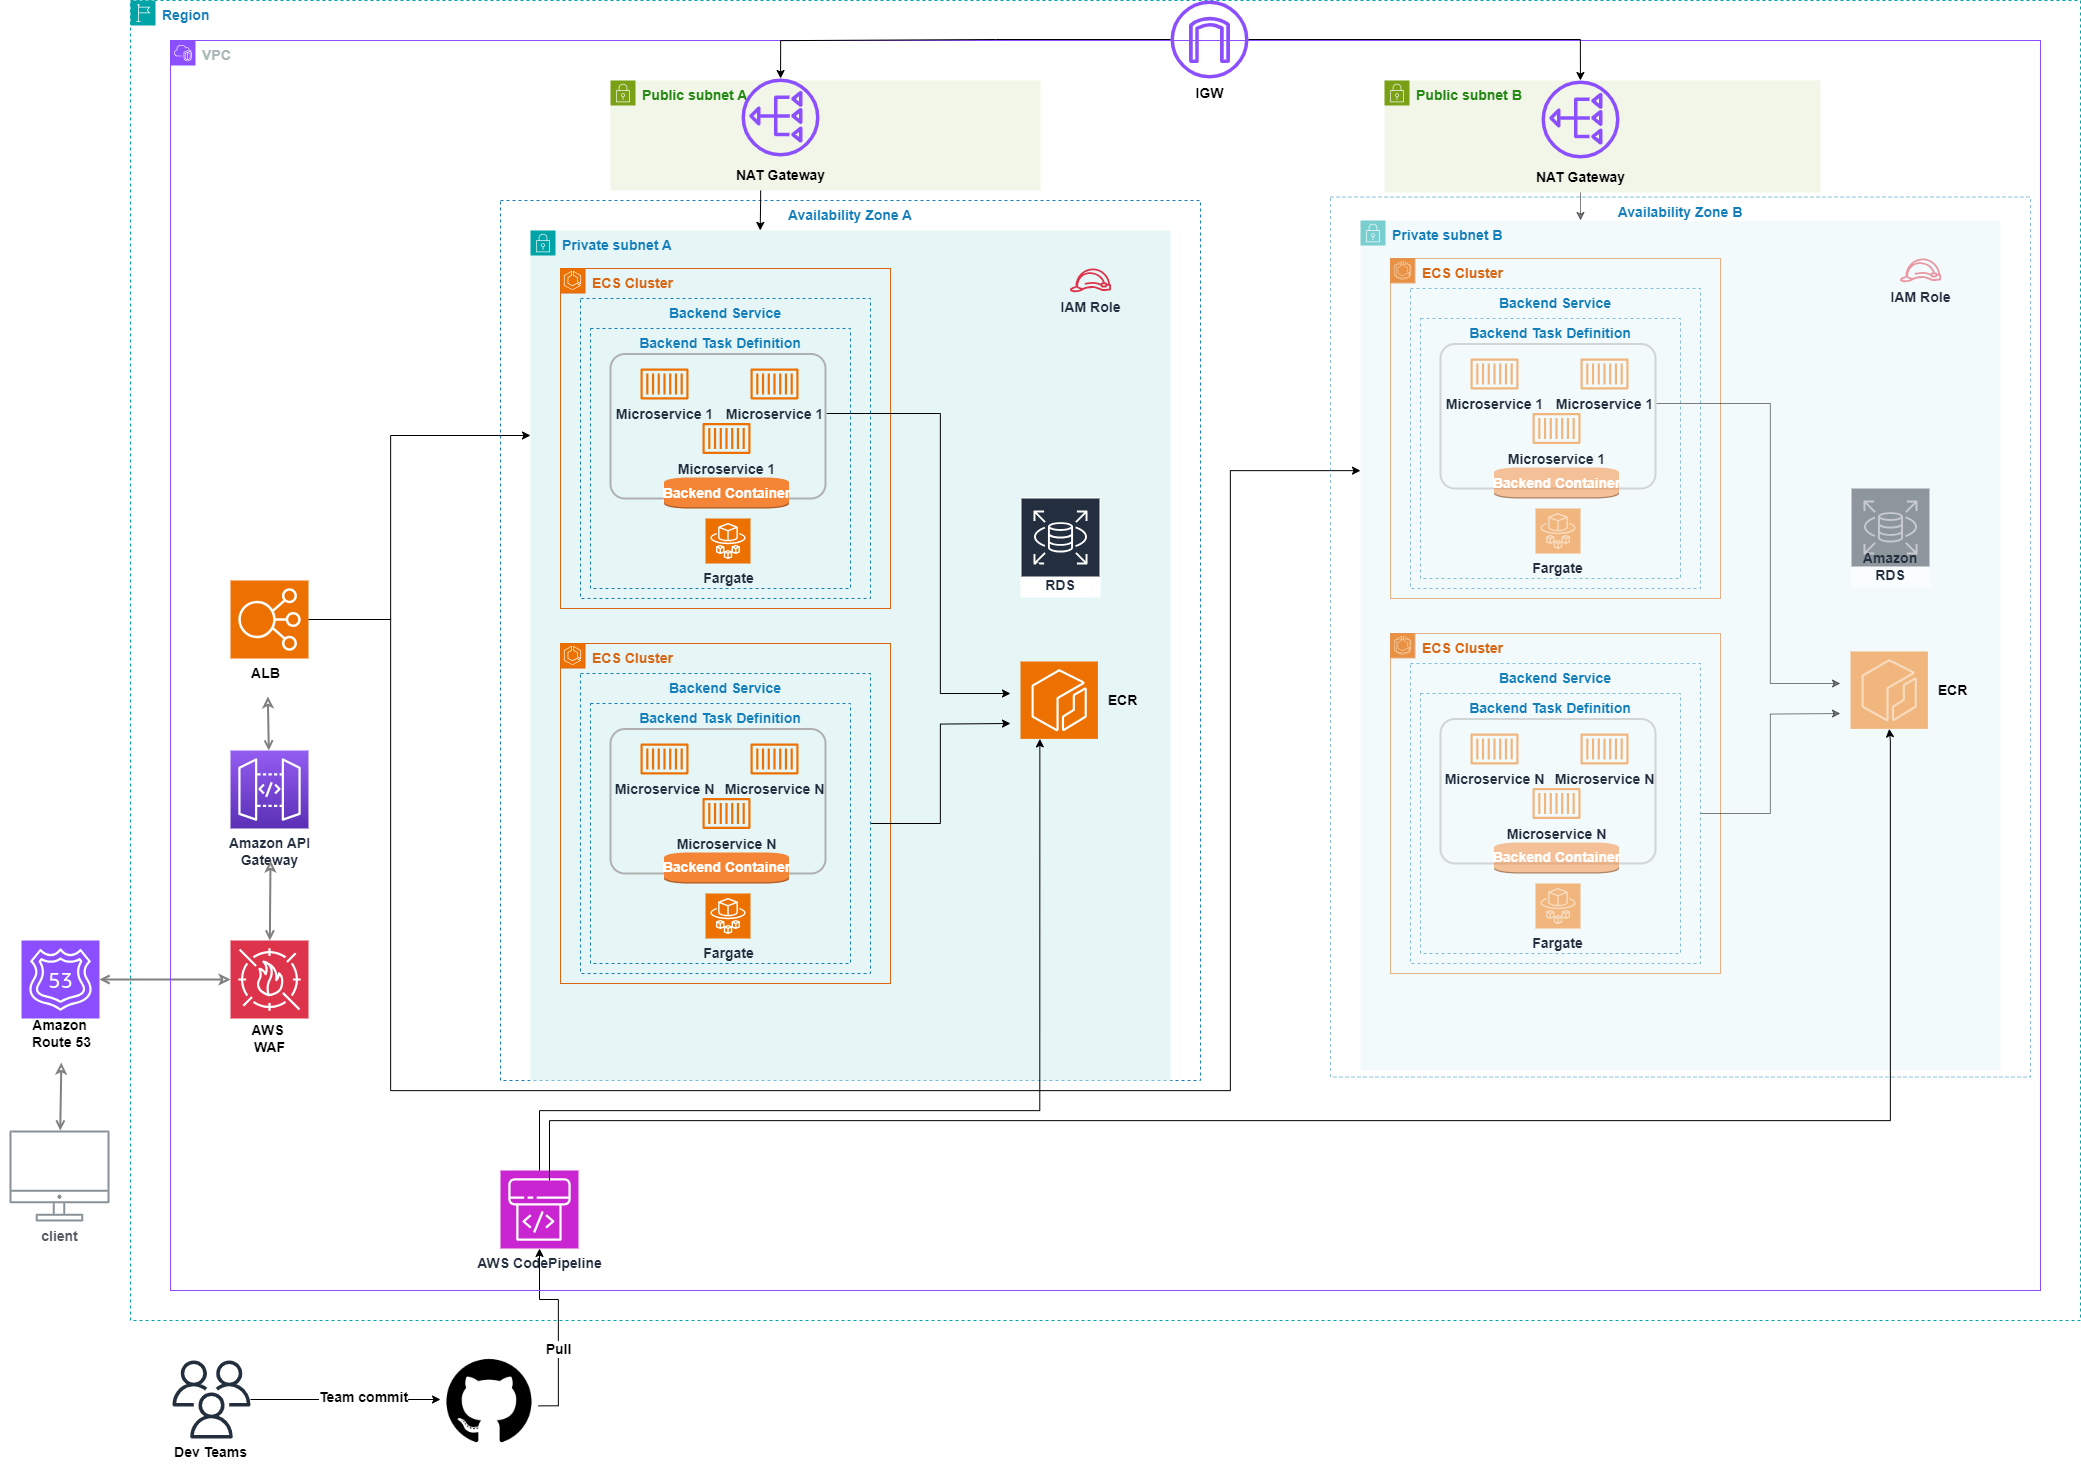 Region
VPC
IGW
Public subnet A
NAT Gateway
Public subnet B
NAT Gateway
Availability Zone A
Private subnet A
ECS Cluster
Backend Service
Backend Task Definition
Microservice 1
Microservice 1
Microservice 1
Backend Container
Fargate
IAM Role
RDS
ECS Cluster
Backend Service
Backend Task Definition
Microservice N
Microservice N
Microservice N
Backend Container
Fargate
ECR
Availability Zone B
Private subnet B
ECS Cluster
Backend Service
Backend Task Definition
Microservice 1
Microservice 1
Microservice 1
Backend Container
Fargate
IAM Role
Amazon
RDS
ECS Cluster
Backend Service
Backend Task Definition
Microservice N
Microservice N
Microservice N
Backend Container
Fargate
ECR
ALB
</>
Amazon API
Gateway
53
Amazon
Route 53
AWS
WAF
client
</>
AWS CodePipeline
Pull
Team commit
Dev Teams